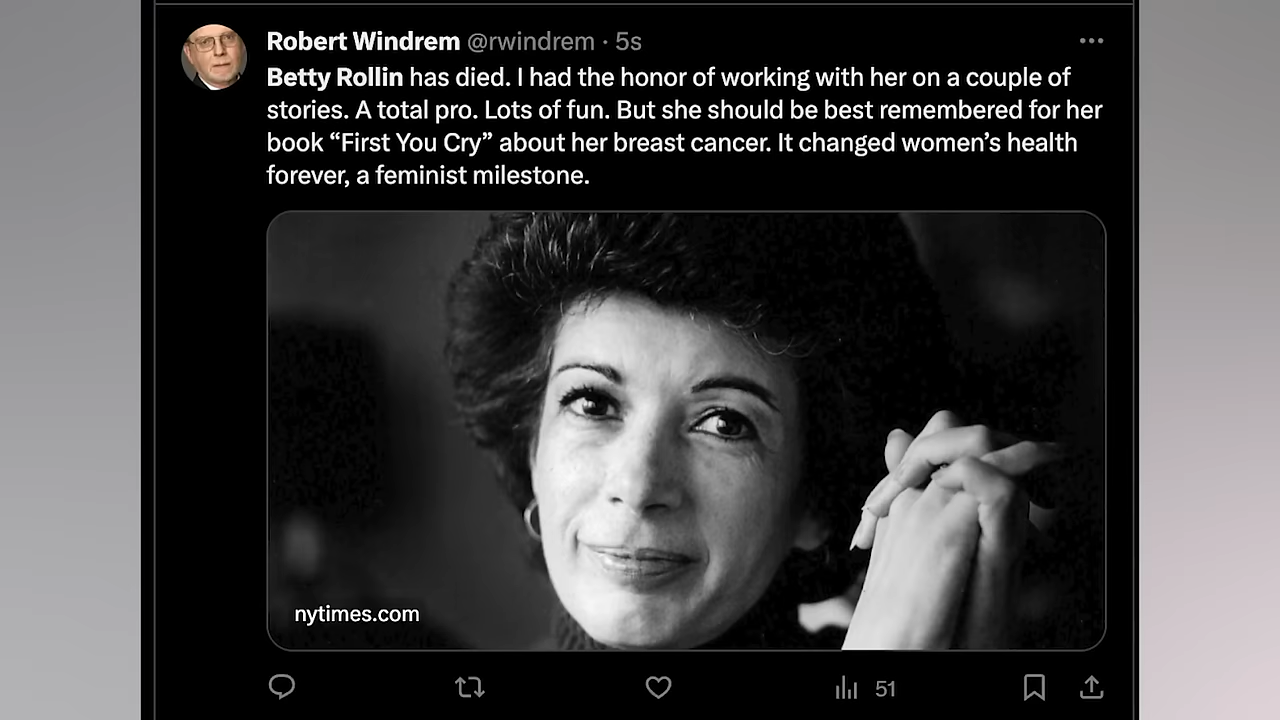 Robert Windrem @rwindrem · 5s
Betty Rollin has died. I had the honor of working with her on a couple of
stories. A total pro. Lots of fun. But she should be best remembered for her
book “First You Cry” about her breast cancer. It changed women’s health
forever, a feminist milestone.
nytimes.com
51